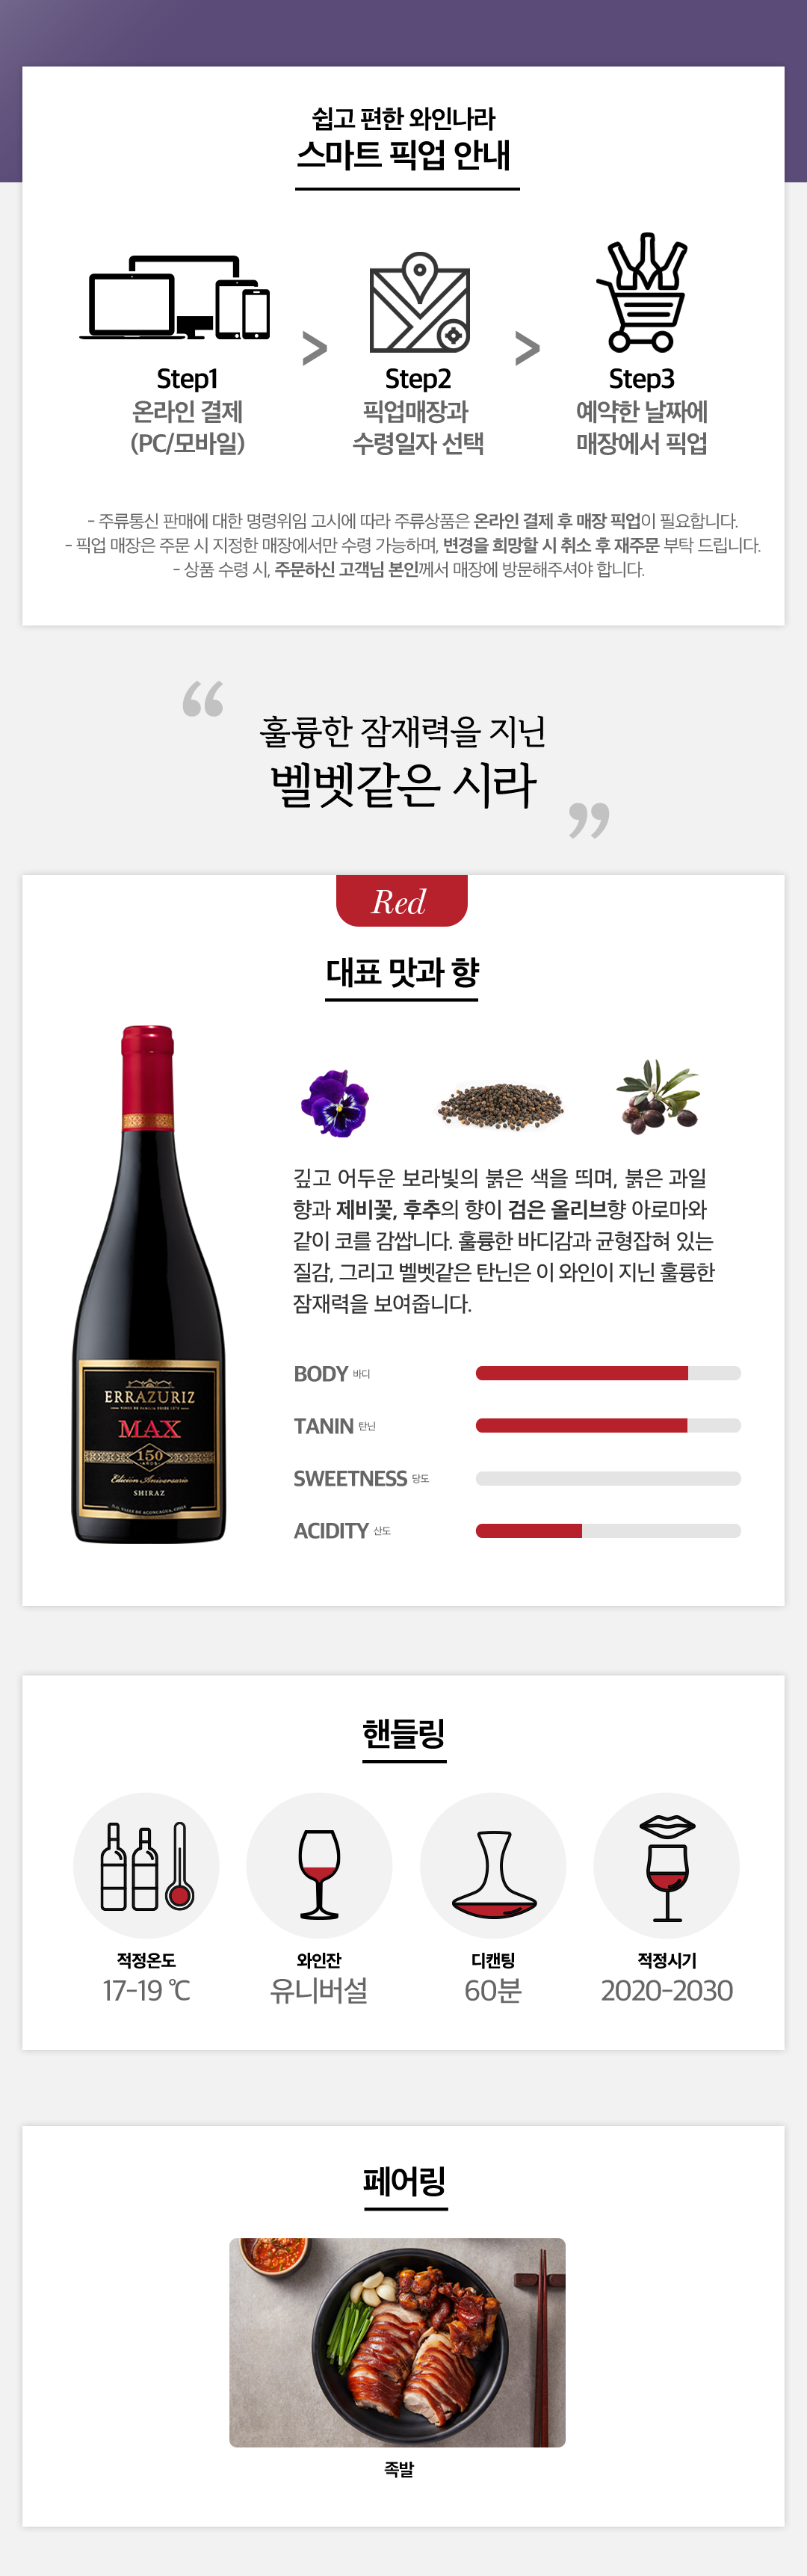 쉽고 편한 와인나라
스마트 픽업 안내
Step1
온라인 결제
(PC/모바일)
>
Step2
픽업매장과
수령일자 선택
>
Step3
예약한 날짜에
매장에서 픽업
- 주류통신 판매에 대한 명령위임 고시에 따라 주류상품은 온라인 결제 후 매장 픽업이 필요합니다.
- 픽업 매장은 주문 시 지정한 매장에서만 수령 가능하며, 변경을 희망할 시 취소 후 재주문 부탁 드립니다.
- 상품 수령 시, 주문하신 고객님 본인께서 매장에 방문해주셔야 합니다.
“
훌륭한 잠재력을 지닌
벨벳같은 시라
”
Red
대표 맛과 향
깊고 어두운 보라빛의 붉은 색을 띄며, 붉은 과일
향과 제비꽃, 후추의 향이 검은 올리브향 아로마와
같이 코를 감쌉니다. 훌륭한 바디감과 균형잡혀 있는
질감, 그리고 벨벳같은 탄닌은 이 와인이 지닌 훌륭한
잠재력을 보여줍니다.
ERRAZURIZ
MAX
150
AÑOS
Edición Aniversario
SHIRAZ
BODY 바디
TANIN 탄닌
SWEETNESS 당도
ACIDITY 산도
핸들링
적정온도
17-19 ℃
와인잔
유니버설
디캔팅
60분
적정시기
2020-2030
페어링
족발